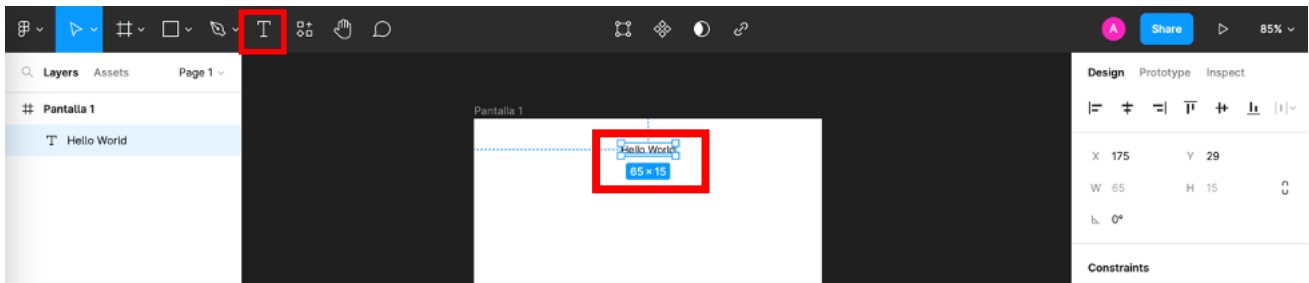 T
A
Share
85%
Layers Assets Page 1
Design Prototype Inspect
Pantalla 1
Pantalla 1
T Hello World
Hello World
65 × 15
X 175 Y 29
W 65 H 15
0°
Constraints